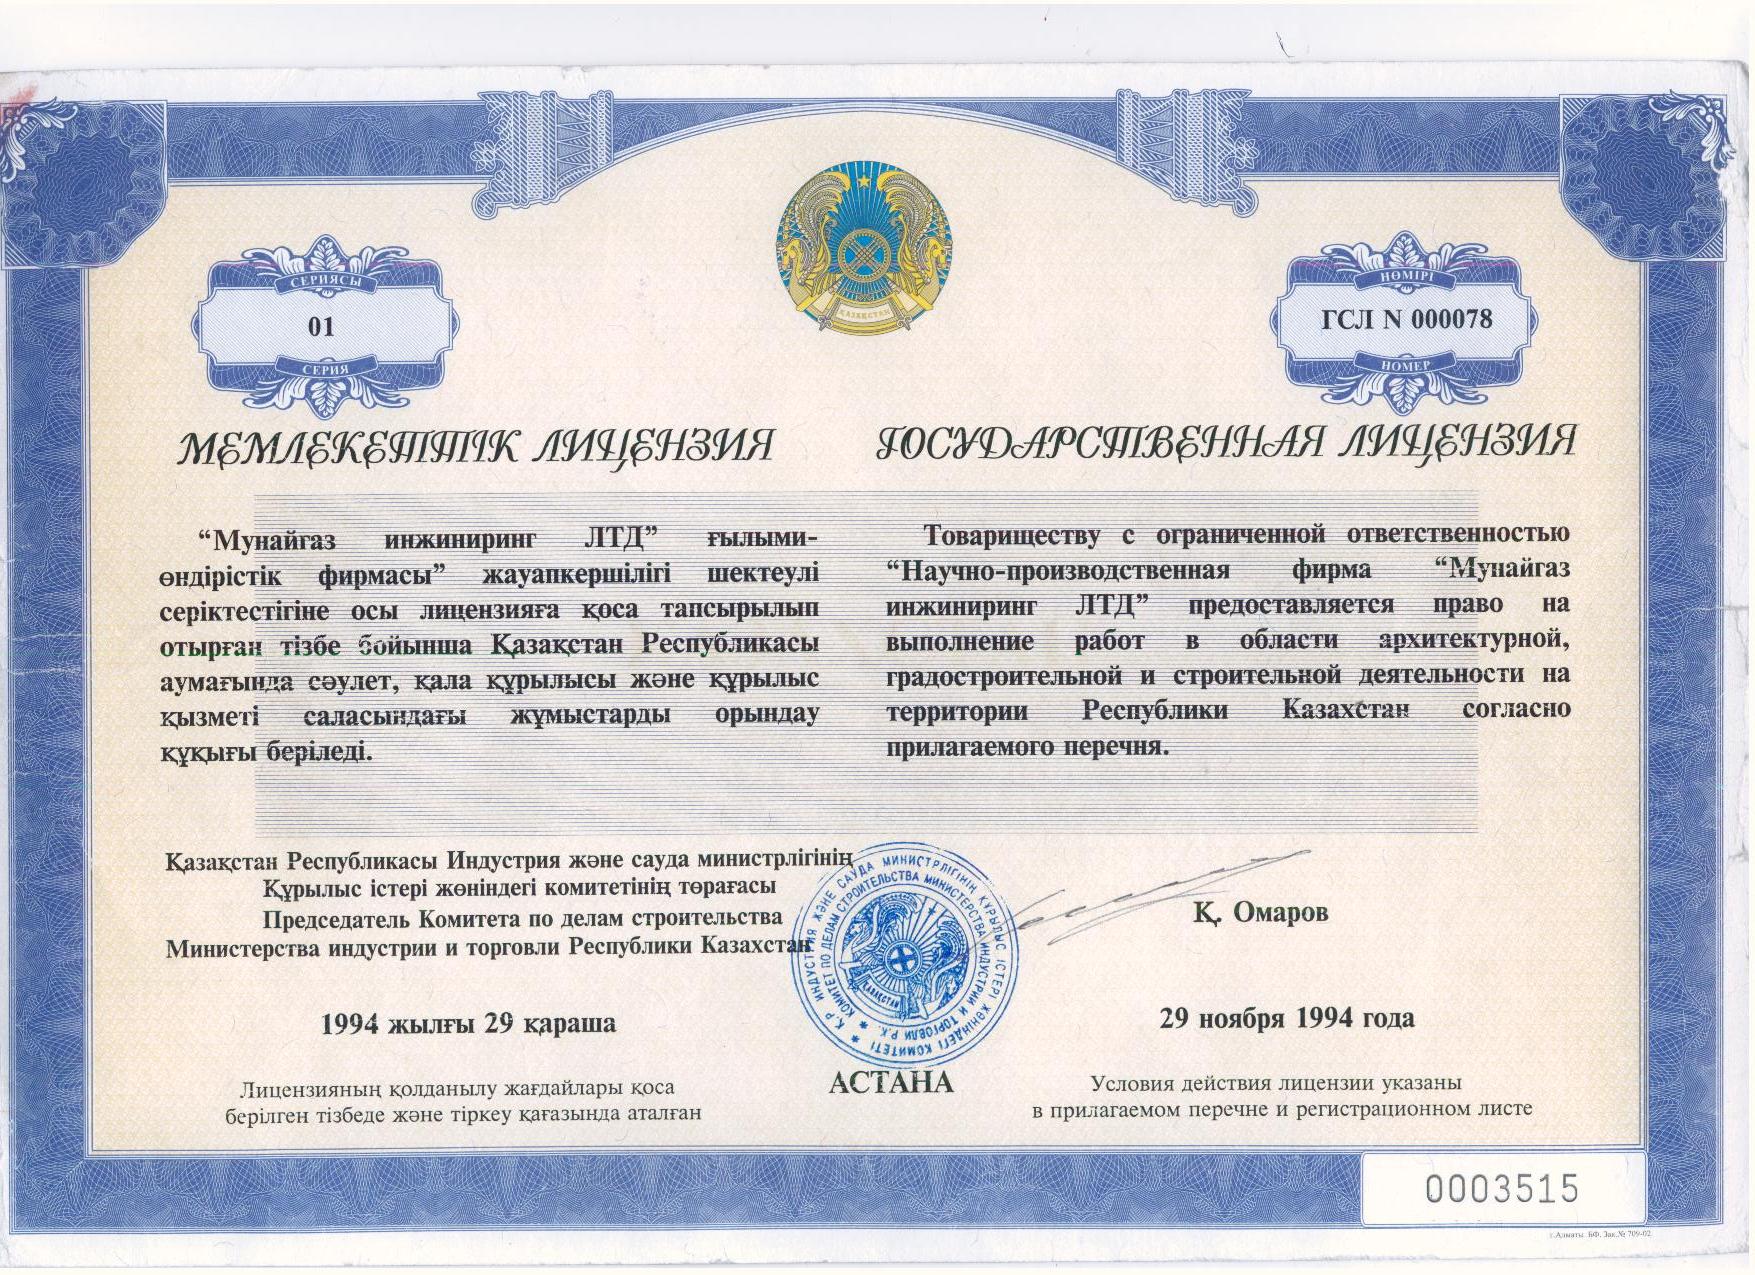 СЕРИЯСЫ
01
СЕРИЯ
ҚАЗАҚСТАН
НӨМІРІ
ГСЛ N 000078
НОМЕР
МЕМЛЕКЕТТІК ЛИЦЕНЗИЯ
“Мунайгаз инжиниринг ЛТД” ғылыми-
өндірістік фирмасы” жауапкершілігі шектеулі
серіктестігіне осы лицензияға қоса тапсырылып
отырған тізбе бойынша Қазақстан Республикасы
аумағында сәулет, қала құрылысы және құрылыс
қызметі саласындағы жұмыстарды орындау
құқығы беріледі.
ГОСУДАРСТВЕННАЯ ЛИЦЕНЗИЯ
Товариществу с ограниченной ответственностью
“Научно-производственная фирма “Мунайгаз
инжиниринг ЛТД” предоставляется право на
выполнение работ в области архитектурной,
градостроительной и строительной деятельности на
территории Республики Казахстан согласно
прилагаемого перечня.
Қазақстан Республикасы Индустрия және сауда министрлігінің
Құрылыс істері жөніндегі комитетінің төрағасы
Председатель Комитета по делам строительства
Министерства индустрии и торговли Республики Казахстан
Қ. Омаров
Қ.Р ИНДУСТРИЯ ЖӘНЕ САУДА МИНИСТРЛІГІНІҢ ҚҰРЫЛЫС ІСТЕРІ ЖӨНІНДЕГІ КОМИТЕТІ
КОМИТЕТ ПО ДЕЛАМ СТРОИТЕЛЬСТВА МИНИСТЕРСТВА ИНДУСТРИИ И ТОРГОВЛИ Р.К.
ҚАЗАҚСТАН
1994 жылғы 29 қараша
29 ноября 1994 года
АСТАНА
Лицензияның қолданылу жағдайлары қоса
берілген тізбеде және тіркеу қағазында аталған
Условия действия лицензии указаны
в прилагаемом перечне и регистрационном листе
0003515
г.Алматы. БФ. Зак.№ 709-02